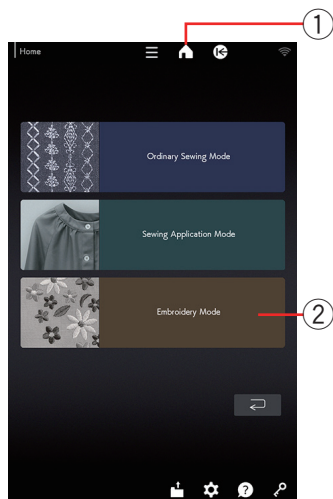 ①
Home
Ordinary Sewing Mode
Sewing Application Mode
Embroidery Mode
②
?